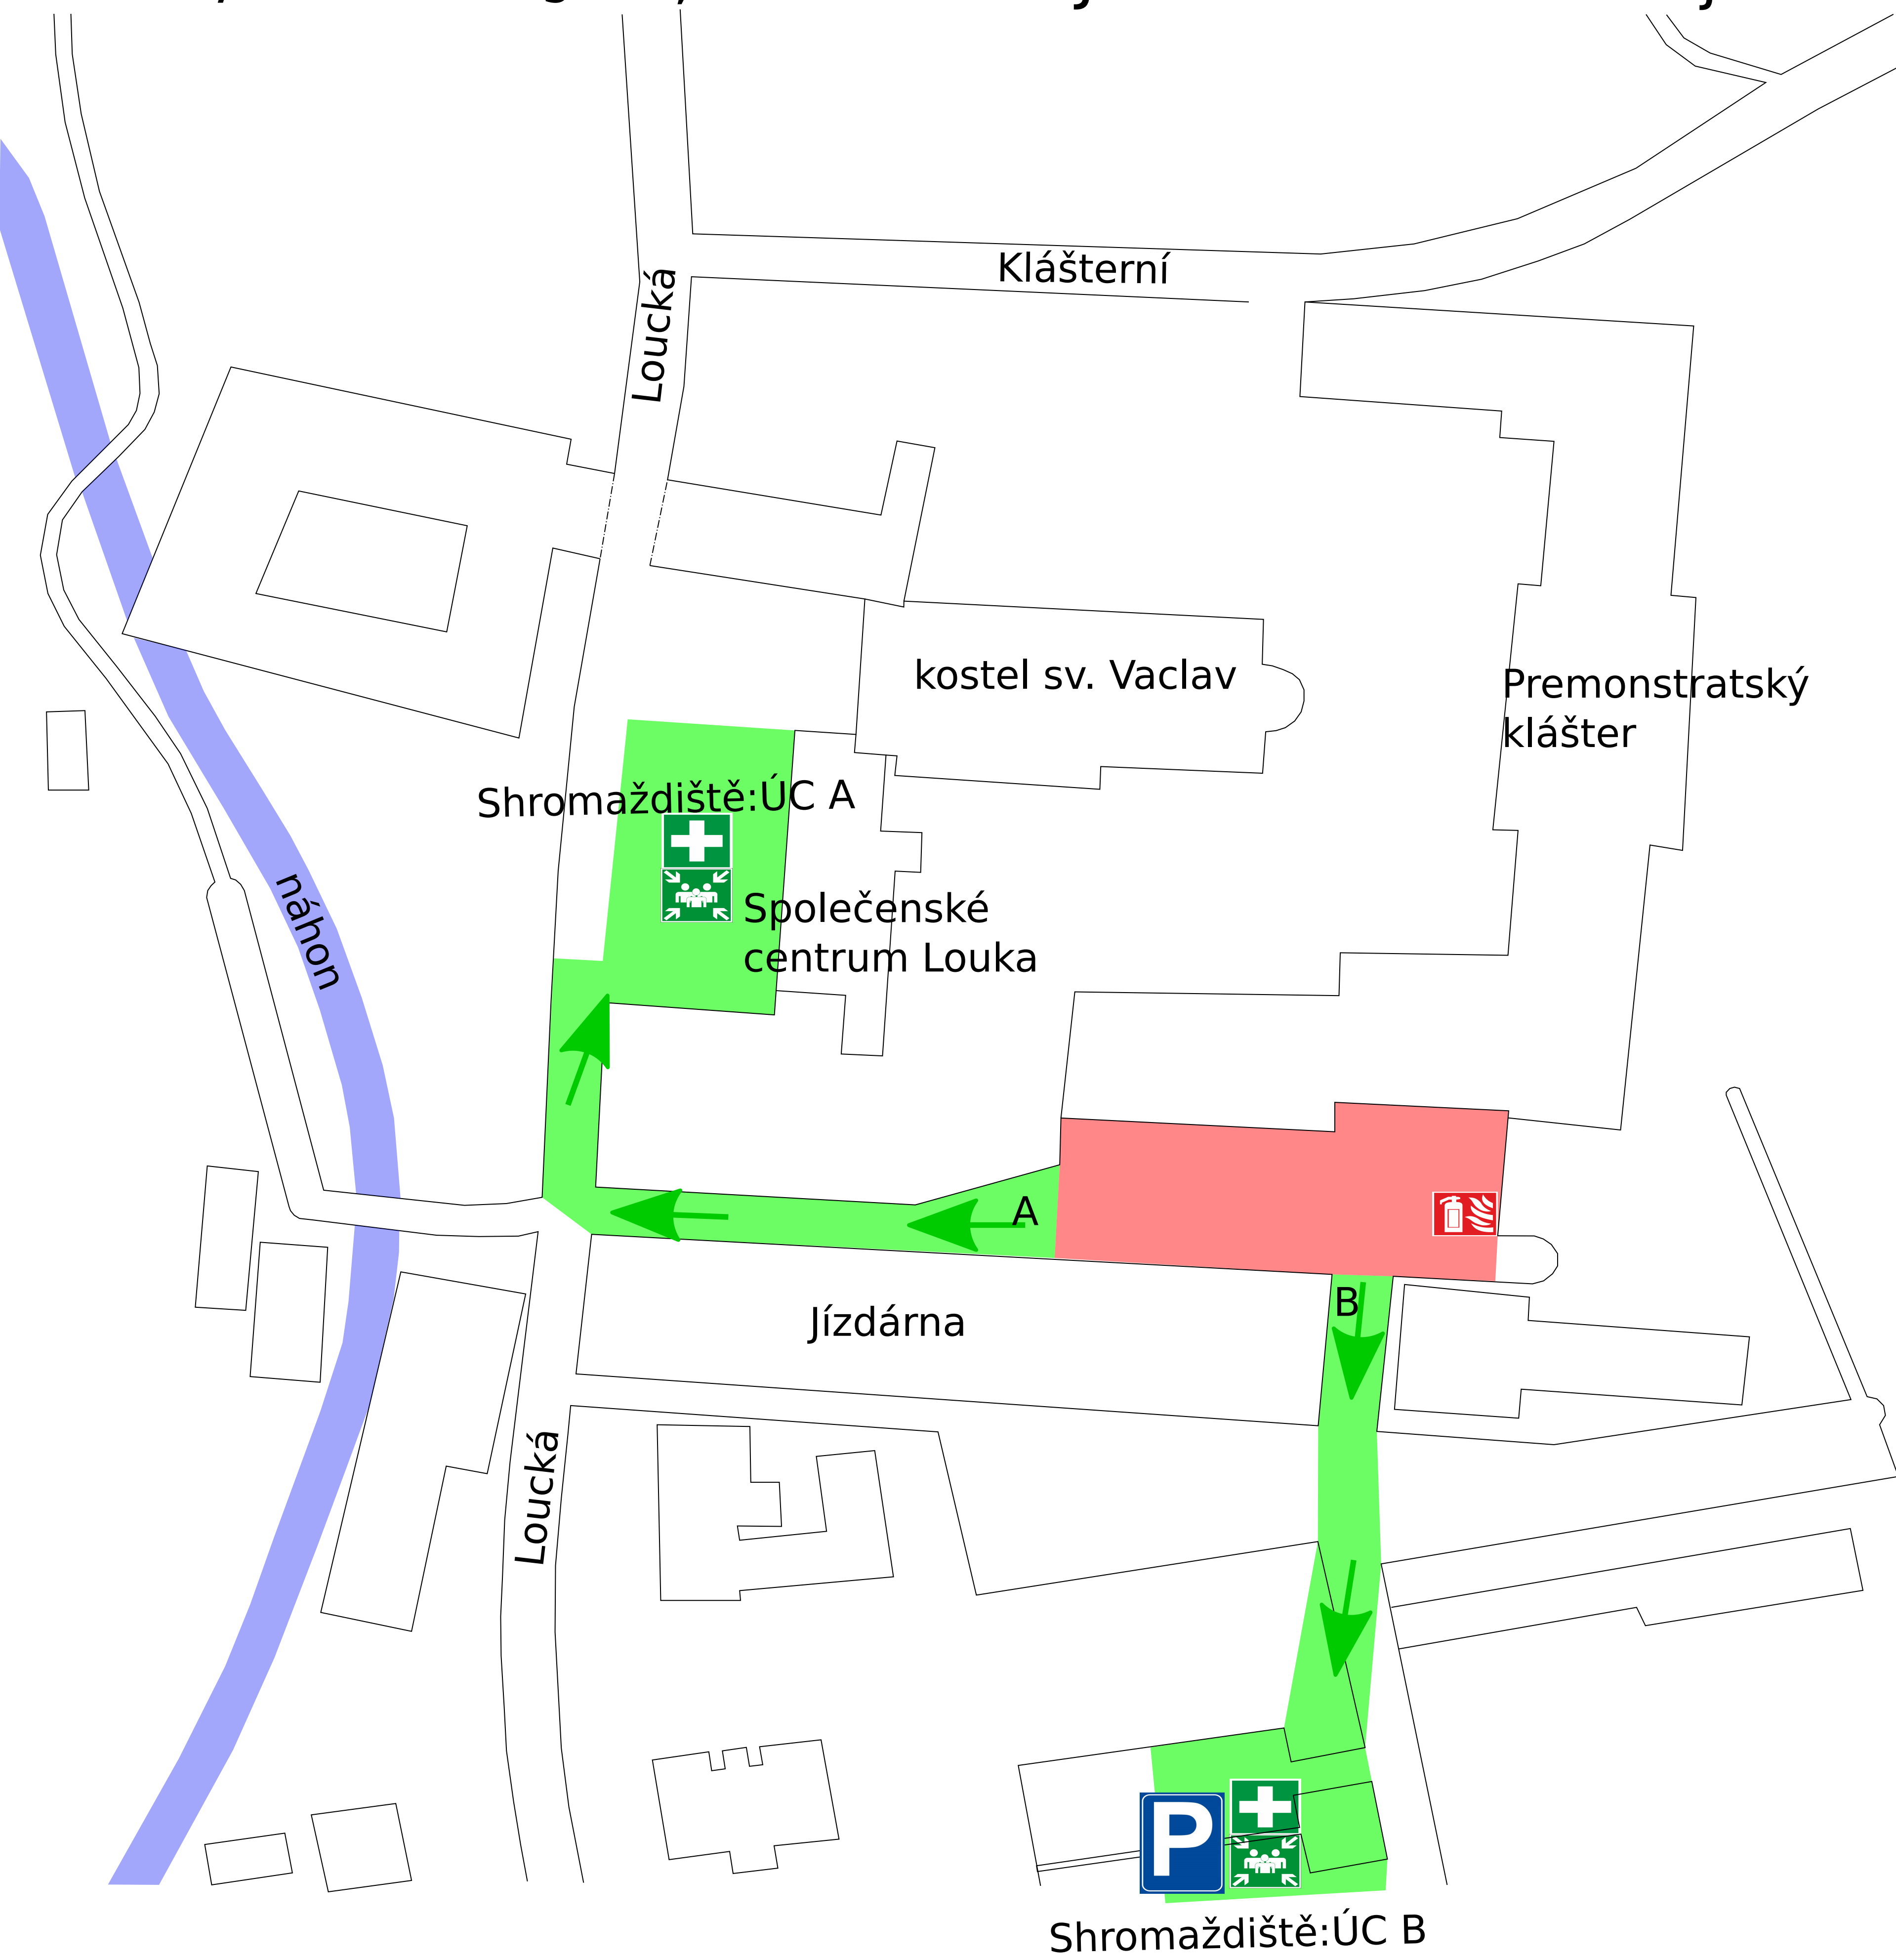 Klášterní
Loucká
kostel sv. Vaclav
Premonstratský
klášter
Shromaždiště:ÚC A
Společenské
centrum Louka
náhon
A
B
Jízdárna
Loucká
P
Shromaždiště:ÚC B